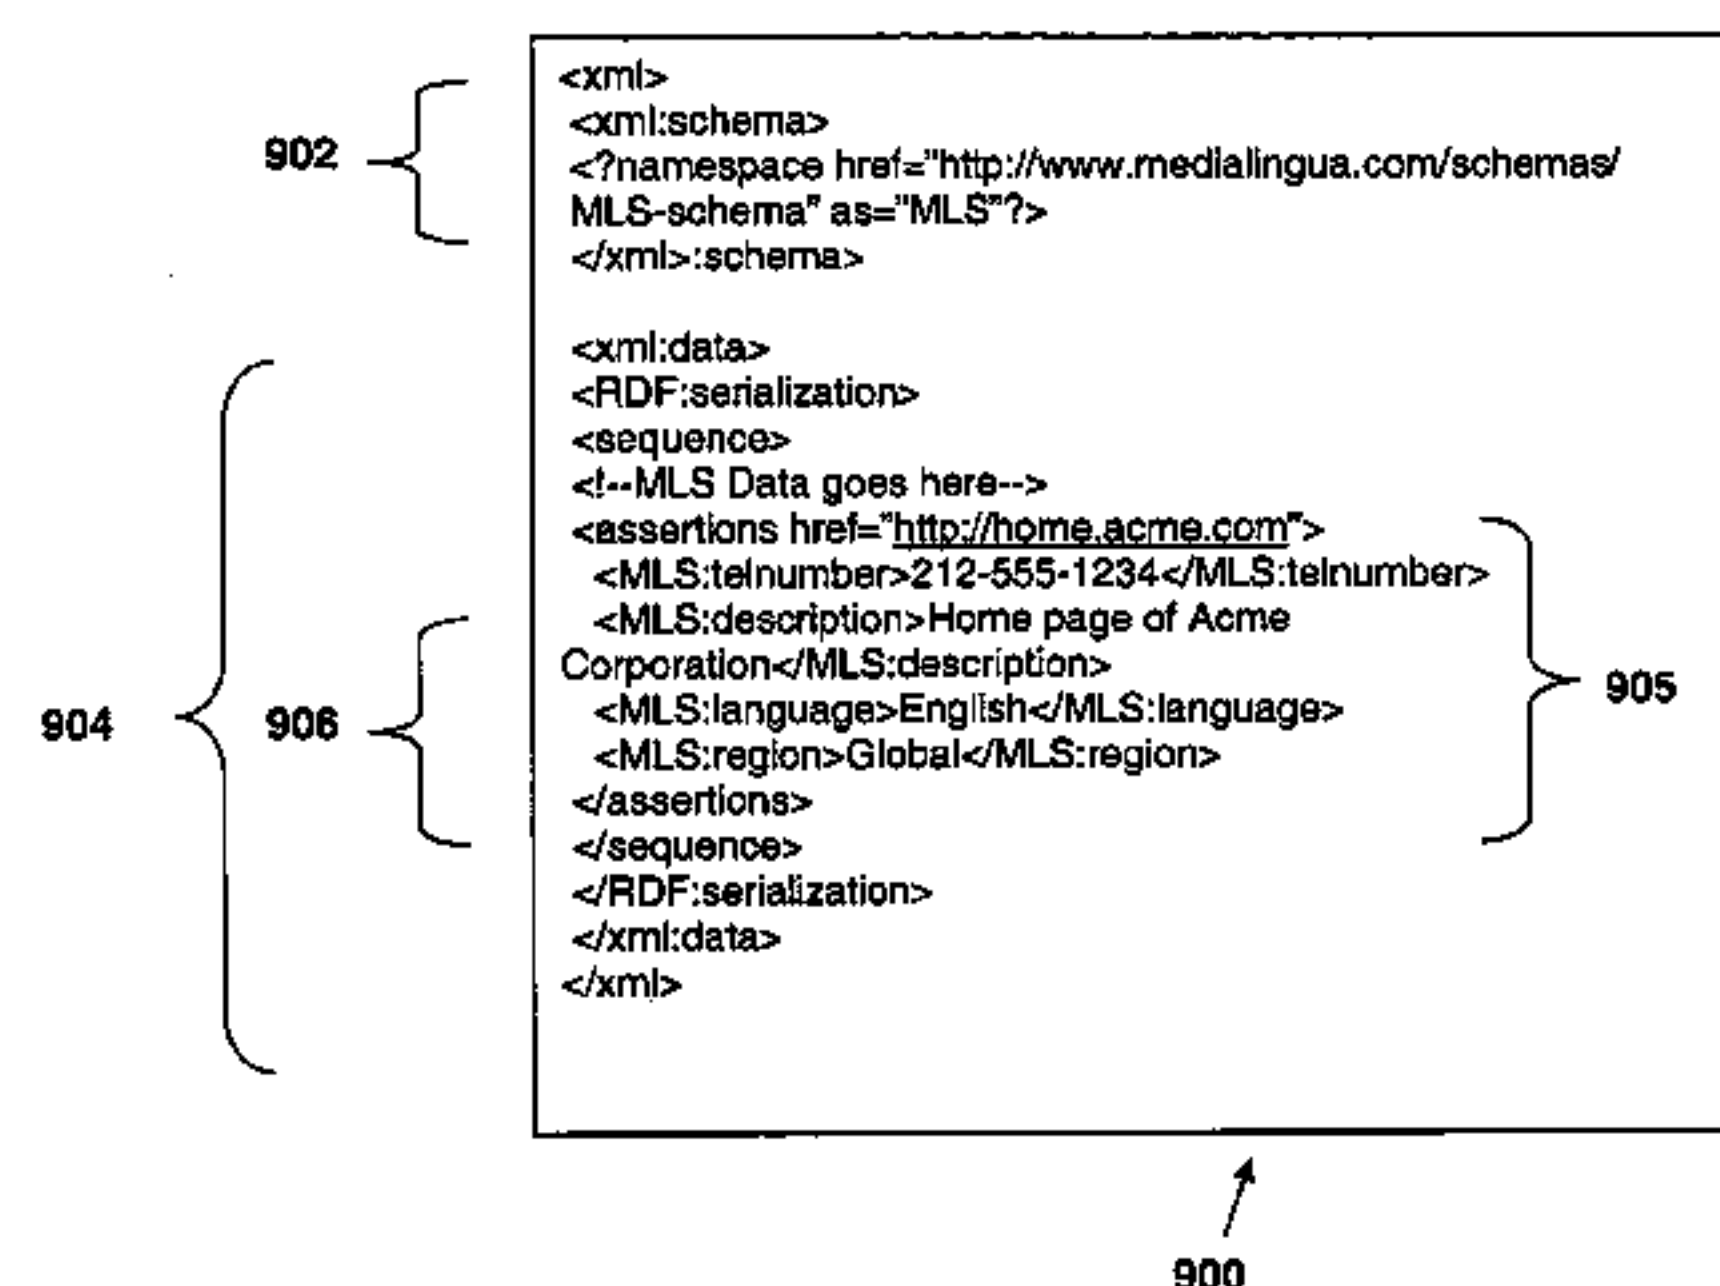 <xml>
<xml:schema>
902
<?namespace href="http://www.medialingua.com/schemas/
MLS-schema" as="MLS"?>
</xml>:schema>
<xml:data>
<RDF:serialization>
<sequence>
<!--MLS Data goes here-->
<assertions href="http://home.acme.com">
<MLS:telnumber>212-555-1234</MLS:telnumber>
<MLS:description>Home page of Acme
Corporation</MLS:description>
905
904
906
<MLS:language>English</MLS:language>
<MLS:region>Global</MLS:region>
</assertions>
</sequence>
</RDF:serialization>
</xml:data>
</xml>
900